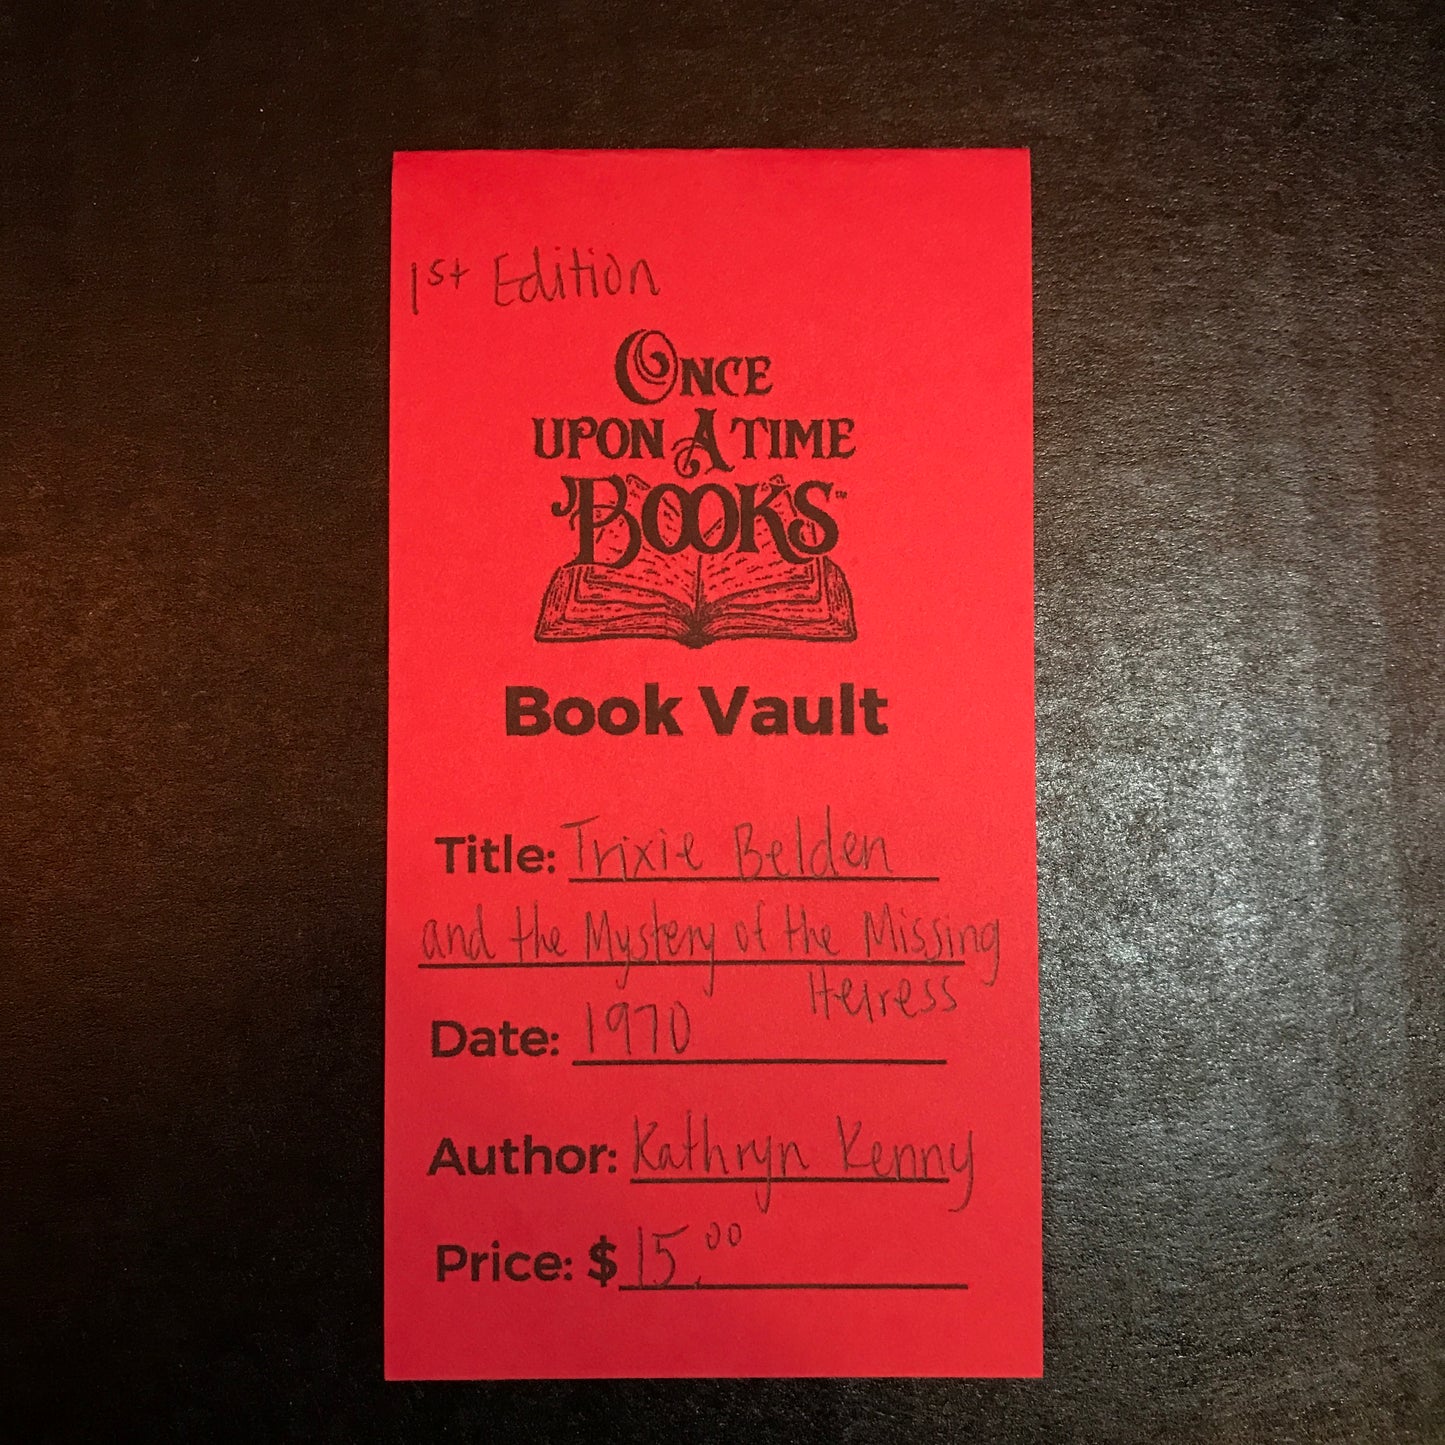 1st Edition
ONCE
UPON A TIME
BOOKS™
Book Vault
Title: Trixie Belden
and the Mystery of the Missing
Heiress
Date: 1970
Author: Kathryn Kenny
Price: $15.00